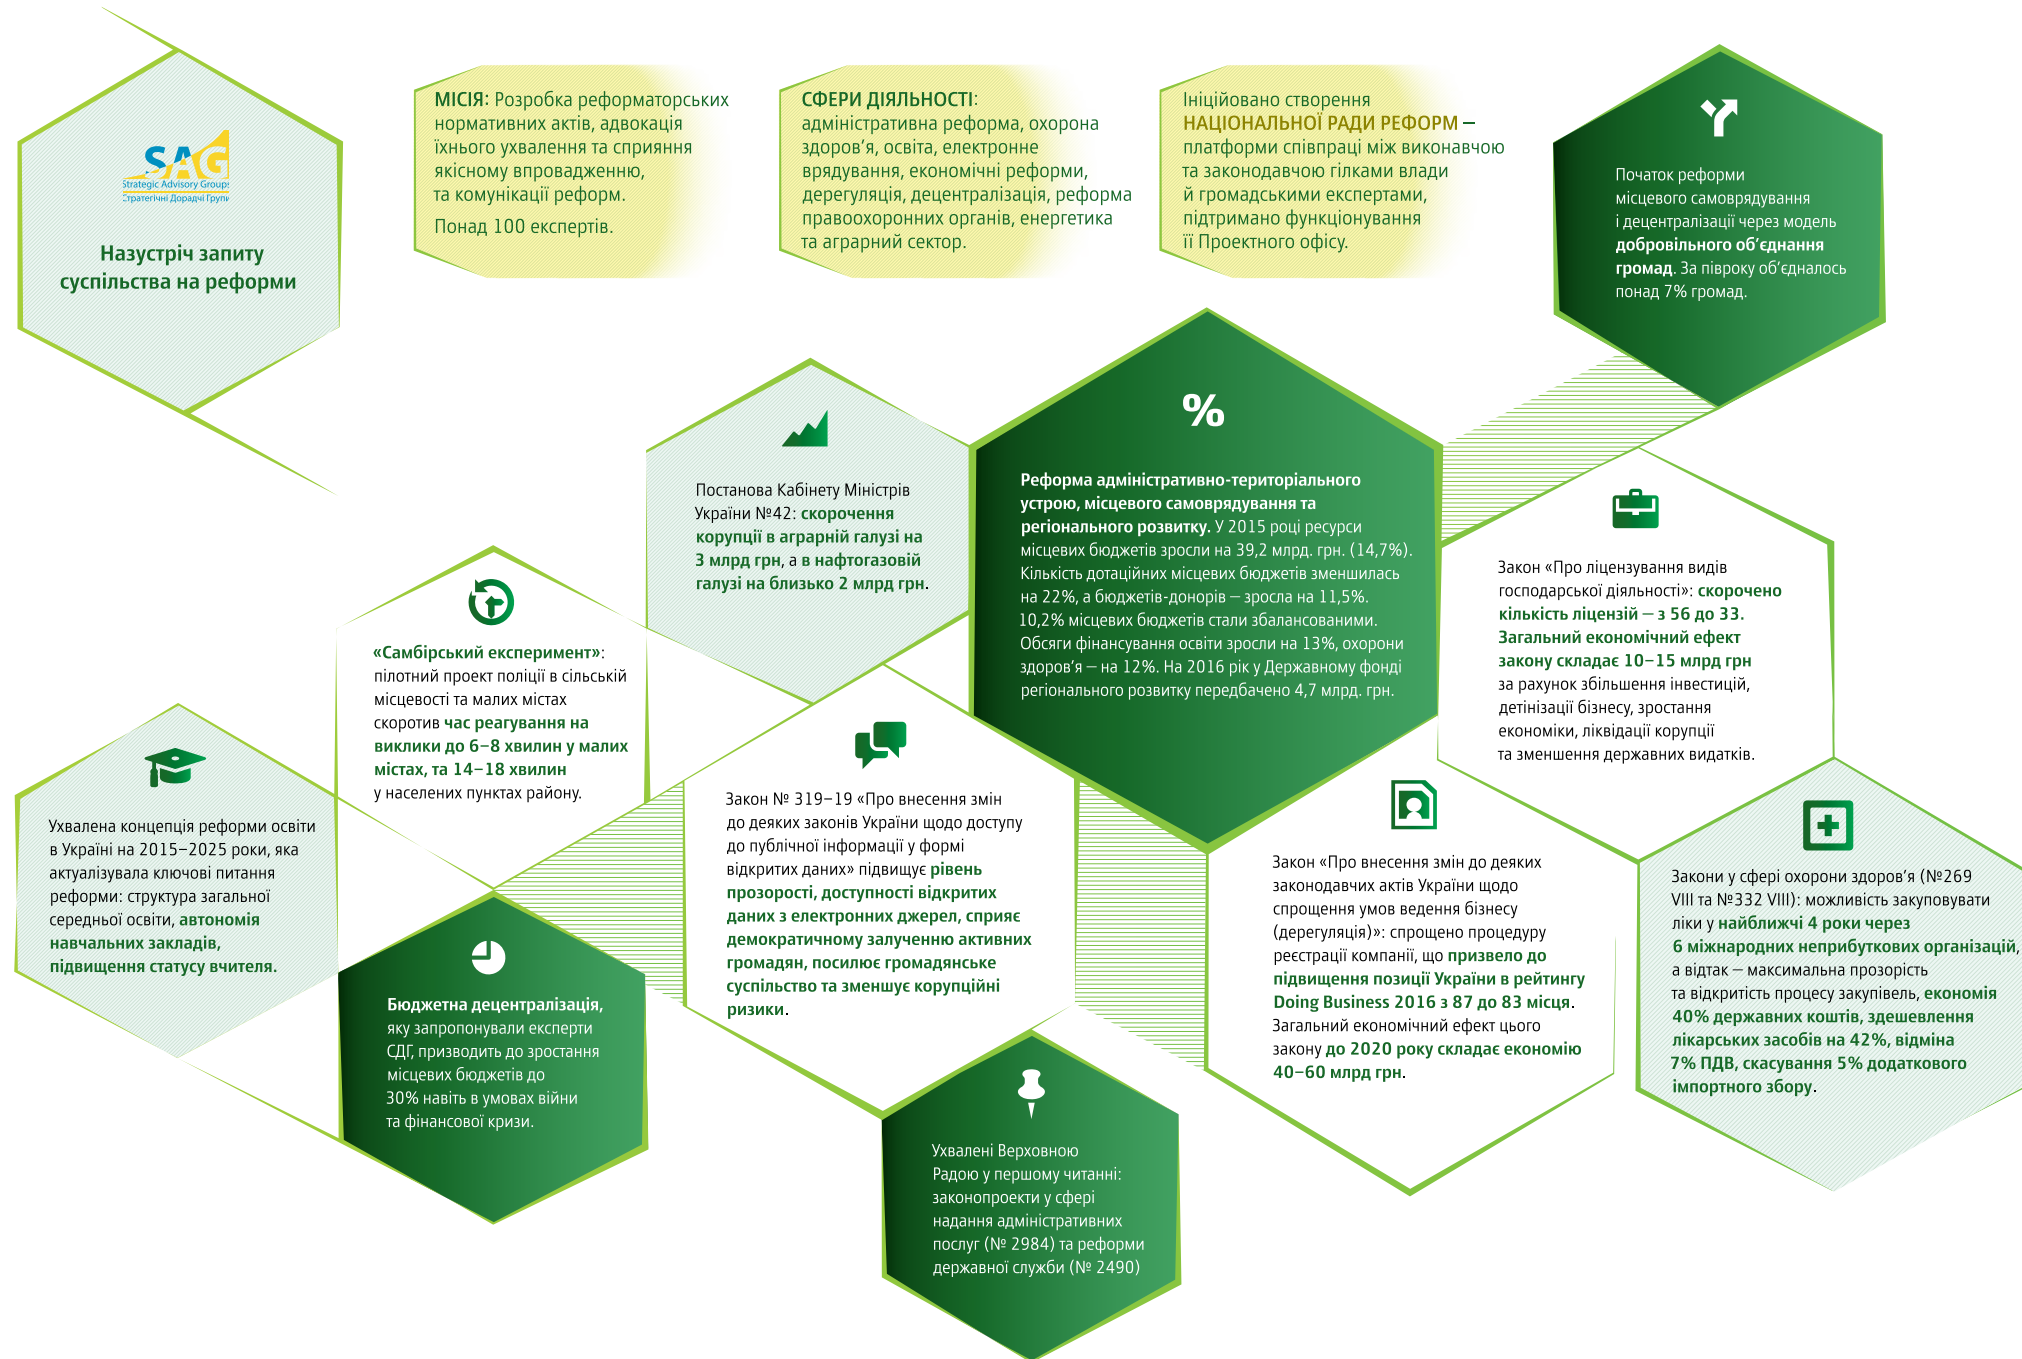 SAG
Strategic Advisory Groups
Стратегічні Дорадчі Групи
Назустріч запиту
суспільства на реформи
МІСІЯ: Розробка реформаторських
нормативних актів, адвокація
їхнього ухвалення та сприяння
якісному впровадженню,
та комунікації реформ.
Понад 100 експертів.
СФЕРИ ДІЯЛЬНОСТІ:
адміністративна реформа, охорона
здоров’я, освіта, електронне
врядування, економічні реформи,
дерегуляція, децентралізація, реформа
правоохоронних органів, енергетика
та аграрний сектор.
Ініційовано створення
НАЦІОНАЛЬНОЇ РАДИ РЕФОРМ —
платформи співпраці між виконавчою
та законодавчою гілками влади
й громадськими експертами,
підтримано функціонування
її Проектного офісу.
Початок реформи
місцевого самоврядування
і децентралізації через модель
добровільного об’єднання
громад. За півроку об’єдналось
понад 7% громад.
Постанова Кабінету Міністрів
України №42: скорочення
корупції в аграрній галузі на
3 млрд грн, а в нафтогазовій
галузі на близько 2 млрд грн.
%
Реформа адміністративно-територіального
устрою, місцевого самоврядування та
регіонального розвитку. У 2015 році ресурси
місцевих бюджетів зросли на 39,2 млрд. грн. (14,7%).
Кількість дотаційних місцевих бюджетів зменшилась
на 22%, а бюджетів-донорів — зросла на 11,5%.
10,2% місцевих бюджетів стали збалансованими.
Обсяги фінансування освіти зросли на 13%, охорони
здоров’я — на 12%. На 2016 рік у Державному фонді
регіонального розвитку передбачено 4,7 млрд. грн.
Закон «Про ліцензування видів
господарської діяльності»: скорочено
кількість ліцензій — з 56 до 33.
Загальний економічний ефект
закону складає 10–15 млрд грн
за рахунок збільшення інвестицій,
детінізації бізнесу, зростання
економіки, ліквідації корупції
та зменшення державних видатків.
«Самбірський експеримент»:
пілотний проект поліції в сільській
місцевості та малих містах
скоротив час реагування на
виклики до 6–8 хвилин у малих
містах, та 14–18 хвилин
у населених пунктах району.
Ухвалена концепція реформи освіти
в Україні на 2015–2025 роки, яка
актуалізувала ключові питання
реформи: структура загальної
середньої освіти, автономія
навчальних закладів,
підвищення статусу вчителя.
Закон № 319–19 «Про внесення змін
до деяких законів України щодо доступу
до публічної інформації у формі
відкритих даних» підвищує рівень
прозорості, доступності відкритих
даних з електронних джерел, сприяє
демократичному залученню активних
громадян, посилює громадянське
суспільство та зменшує корупційні
ризики.
Закон «Про внесення змін до деяких
законодавчих актів України щодо
спрощення умов ведення бізнесу
(дерегуляція)»: спрощено процедуру
реєстрації компанії, що призвело до
підвищення позиції України в рейтингу
Doing Business 2016 з 87 до 83 місця.
Загальний економічний ефект цього
закону до 2020 року складає економію
40–60 млрд грн.
Закони у сфері охорони здоров’я (№269
VIII та №332 VIII): можливість закуповувати
ліки у найближчі 4 роки через
6 міжнародних неприбуткових організацій,
а відтак — максимальна прозорість
та відкритість процесу закупівель, економія
40% державних коштів, здешевлення
лікарських засобів на 42%, відміна
7% ПДВ, скасування 5% додаткового
імпортного збору.
Бюджетна децентралізація,
яку запропонували експерти
СДГ, призводить до зростання
місцевих бюджетів до
30% навіть в умовах війни
та фінансової кризи.
Ухвалені Верховною
Радою у першому читанні:
законопроекти у сфері
надання адміністративних
послуг (№ 2984) та реформи
державної служби (№ 2490)